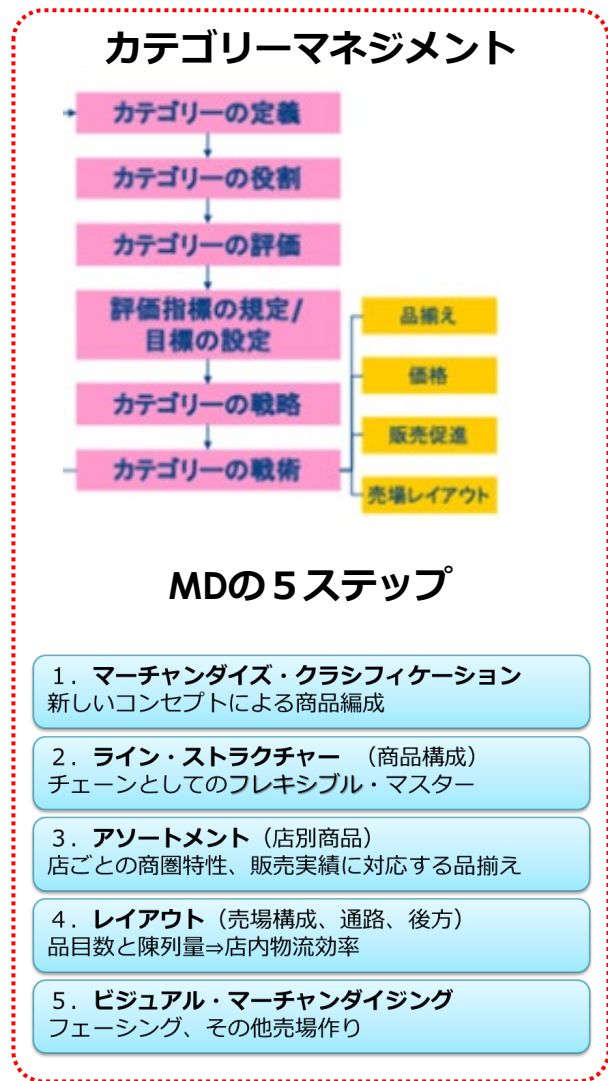 カテゴリーマネジメント
カテゴリーの定義
カテゴリーの役割
カテゴリーの評価
評価指標の規定/
目標の設定
カテゴリーの戦略
カテゴリーの戦術
品揃え
価格
販売促進
売場レイアウト
MDの５ステップ
１．マーチャンダイズ・クラシフィケーション
新しいコンセプトによる商品編成
２．ライン・ストラクチャー （商品構成）
チェーンとしてのフレキシブル・マスター
３．アソートメント（店別商品）
店ごとの商圏特性、販売実績に対応する品揃え
４．レイアウト（売場構成、通路、後方）
品目数と陳列量⇒店内物流効率
５．ビジュアル・マーチャンダイジング
フェーシング、その他売場作り